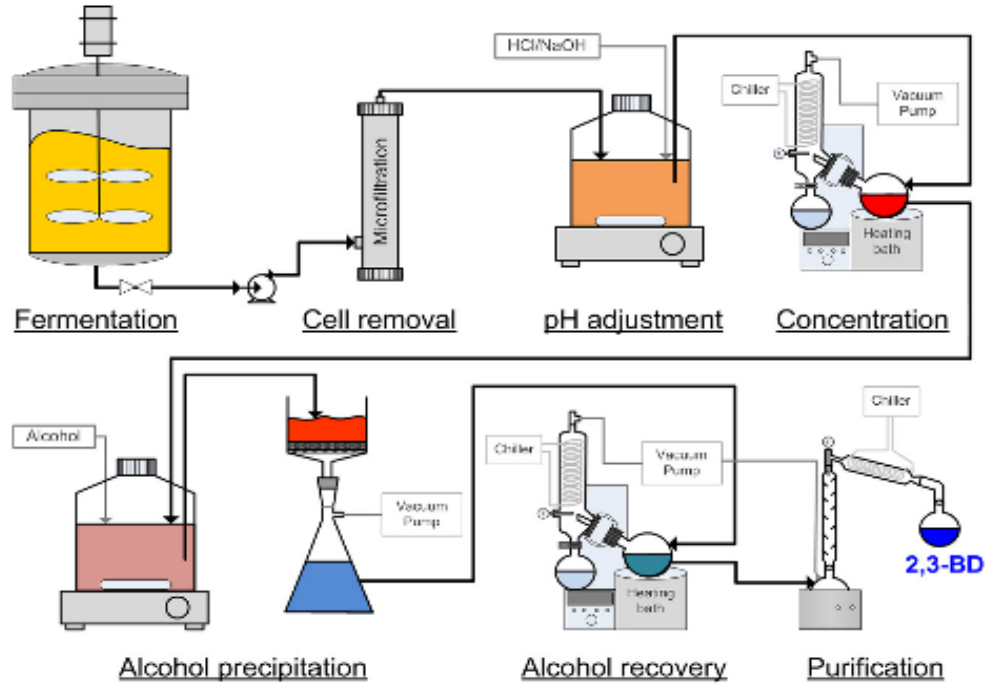 HCl/NaOH
Chiller
Vacuum
Pump
Microfiltration
Heating
bath
Fermentation
Cell removal
pH adjustment
Concentration
Alcohol
Vacuum
Pump
Chiller
Vacuum
Pump
Chiller
Heating
bath
2,3-BD
Alcohol precipitation
Alcohol recovery
Purification